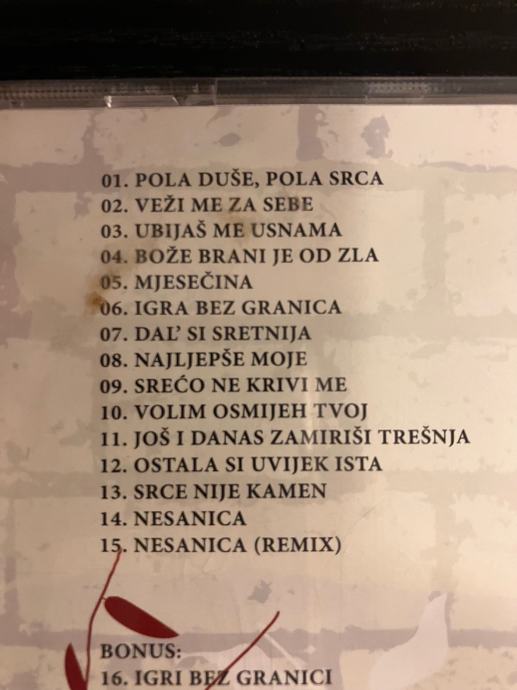 01. POLA DUŠE, POLA SRCA
02. VEŽI ME ZA SEBE
03. UBIJAŠ ME USNAMA
04. BOŽE BRANI JE OD ZLA
05. MJESEČINA
06. IGRA BEZ GRANICA
07. DAL' SI SRETNIJA
08. NAJLJEPŠE MOJE
09. SREĆO NE KRIVI ME
10. VOLIM OSMIJEH TVOJ
11. JOŠ I DANAS ZAMIRIŠI TREŠNJA
12. OSTALA SI UVIJEK ISTA
13. SRCE NIJE KAMEN
14. NESANICA
15. NESANICA (REMIX)
BONUS:
16. IGRI BEZ GRANICI